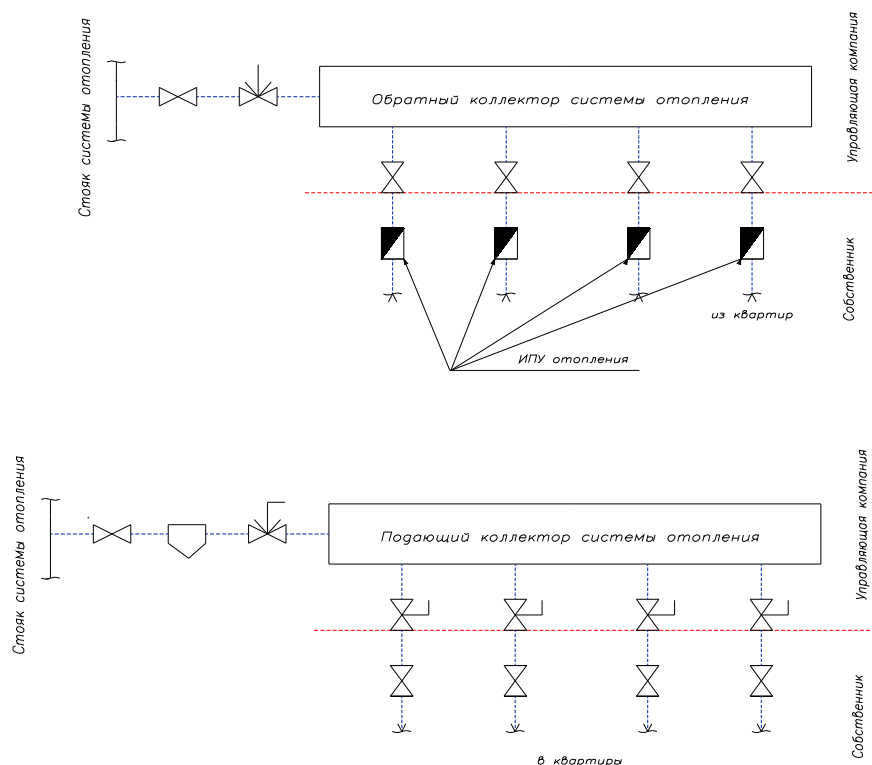 Стояк системы отопления
Обратный коллектор системы отопления
Управляющая компания
Собственник
из квартир
ИПУ отопления
Стояк системы отопления
Подающий коллектор системы отопления
Управляющая компания
Собственник
в квартиры